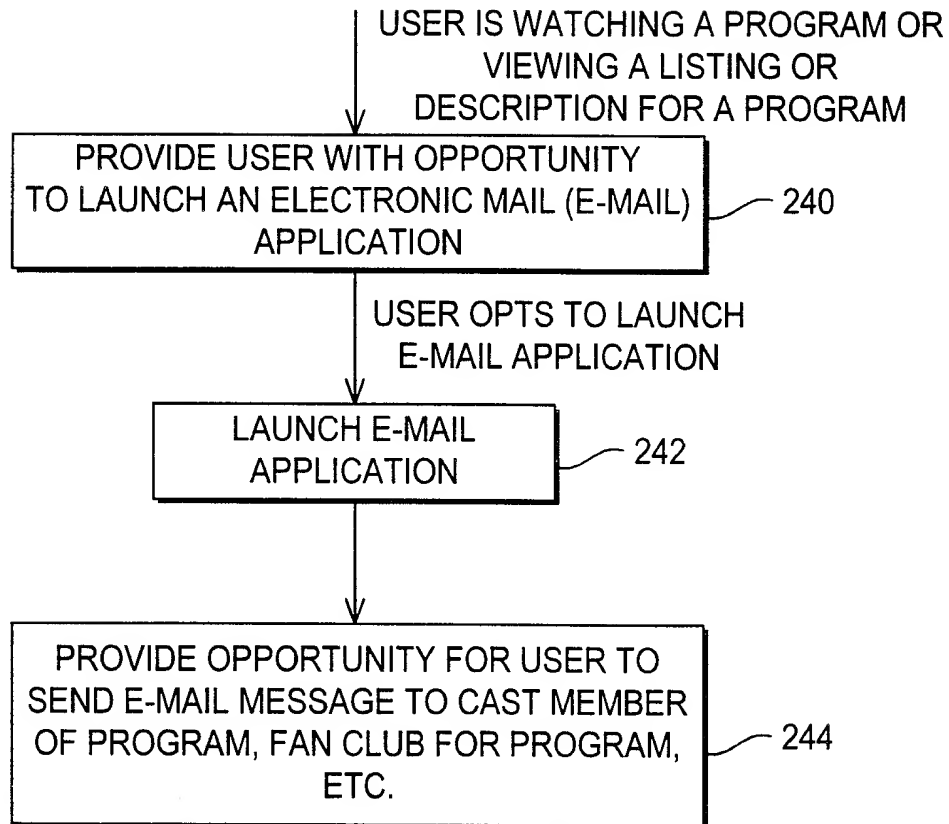 USER IS WATCHING A PROGRAM OR
VIEWING A LISTING OR
DESCRIPTION FOR A PROGRAM
PROVIDE USER WITH OPPORTUNITY
TO LAUNCH AN ELECTRONIC MAIL (E-MAIL)
APPLICATION
240
USER OPTS TO LAUNCH
E-MAIL APPLICATION
LAUNCH E-MAIL
APPLICATION
242
PROVIDE OPPORTUNITY FOR USER TO
SEND E-MAIL MESSAGE TO CAST MEMBER
OF PROGRAM, FAN CLUB FOR PROGRAM,
ETC.
244